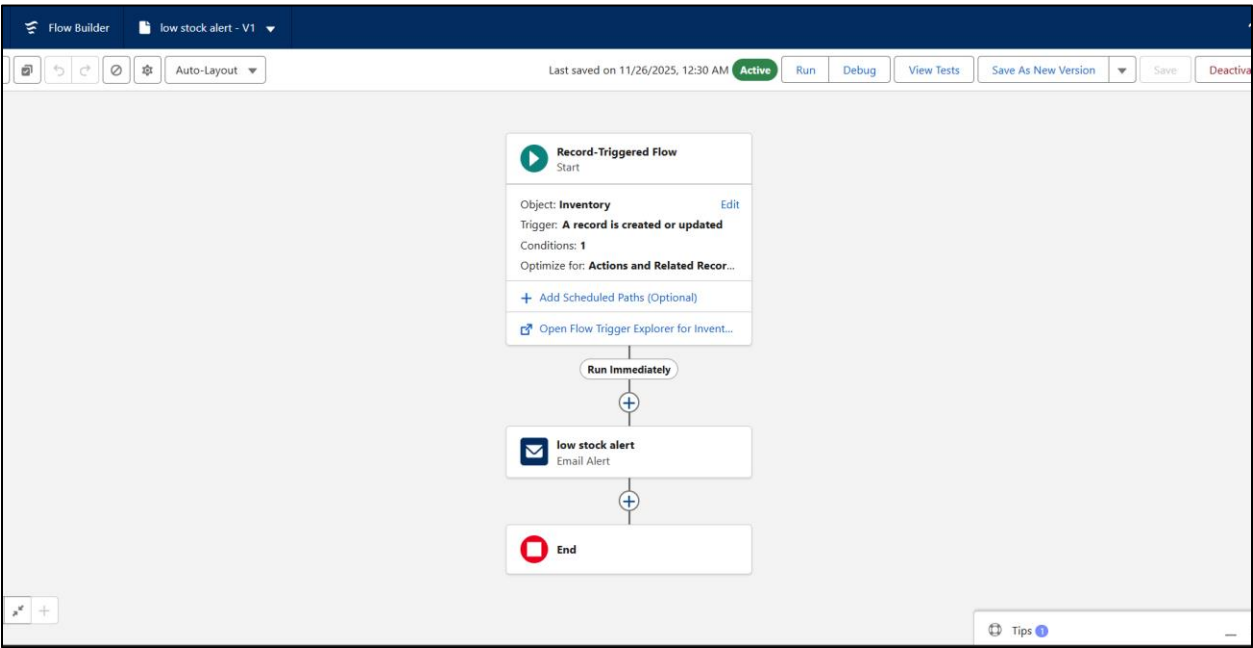 Flow Builder low stock alert - V1
Auto-Layout Last saved on 11/26/2025, 12:30 AM Active Run Debug View Tests Save As New Version Save Deactiva
Record-Triggered Flow
Start
Object: Inventory Edit
Trigger: A record is created or updated
Conditions: 1
Optimize for: Actions and Related Recor...
Add Scheduled Paths (Optional)
Open Flow Trigger Explorer for Invent...
Run Immediately
low stock alert
Email Alert
End
Tips 1